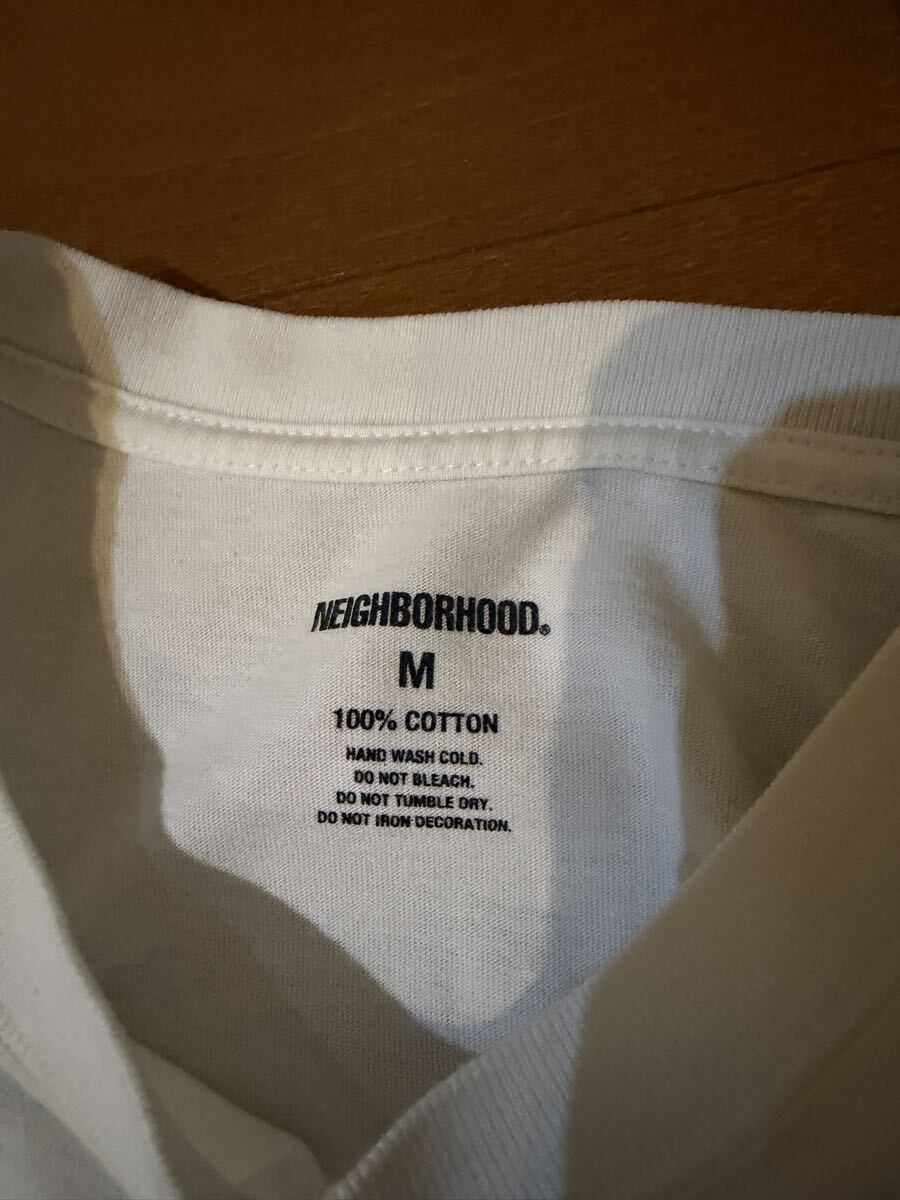 NEIGHBORHOOD®
M
100% COTTON
HAND WASH COLD.
DO NOT BLEACH.
DO NOT TUMBLE DRY.
DO NOT IRON DECORATION.